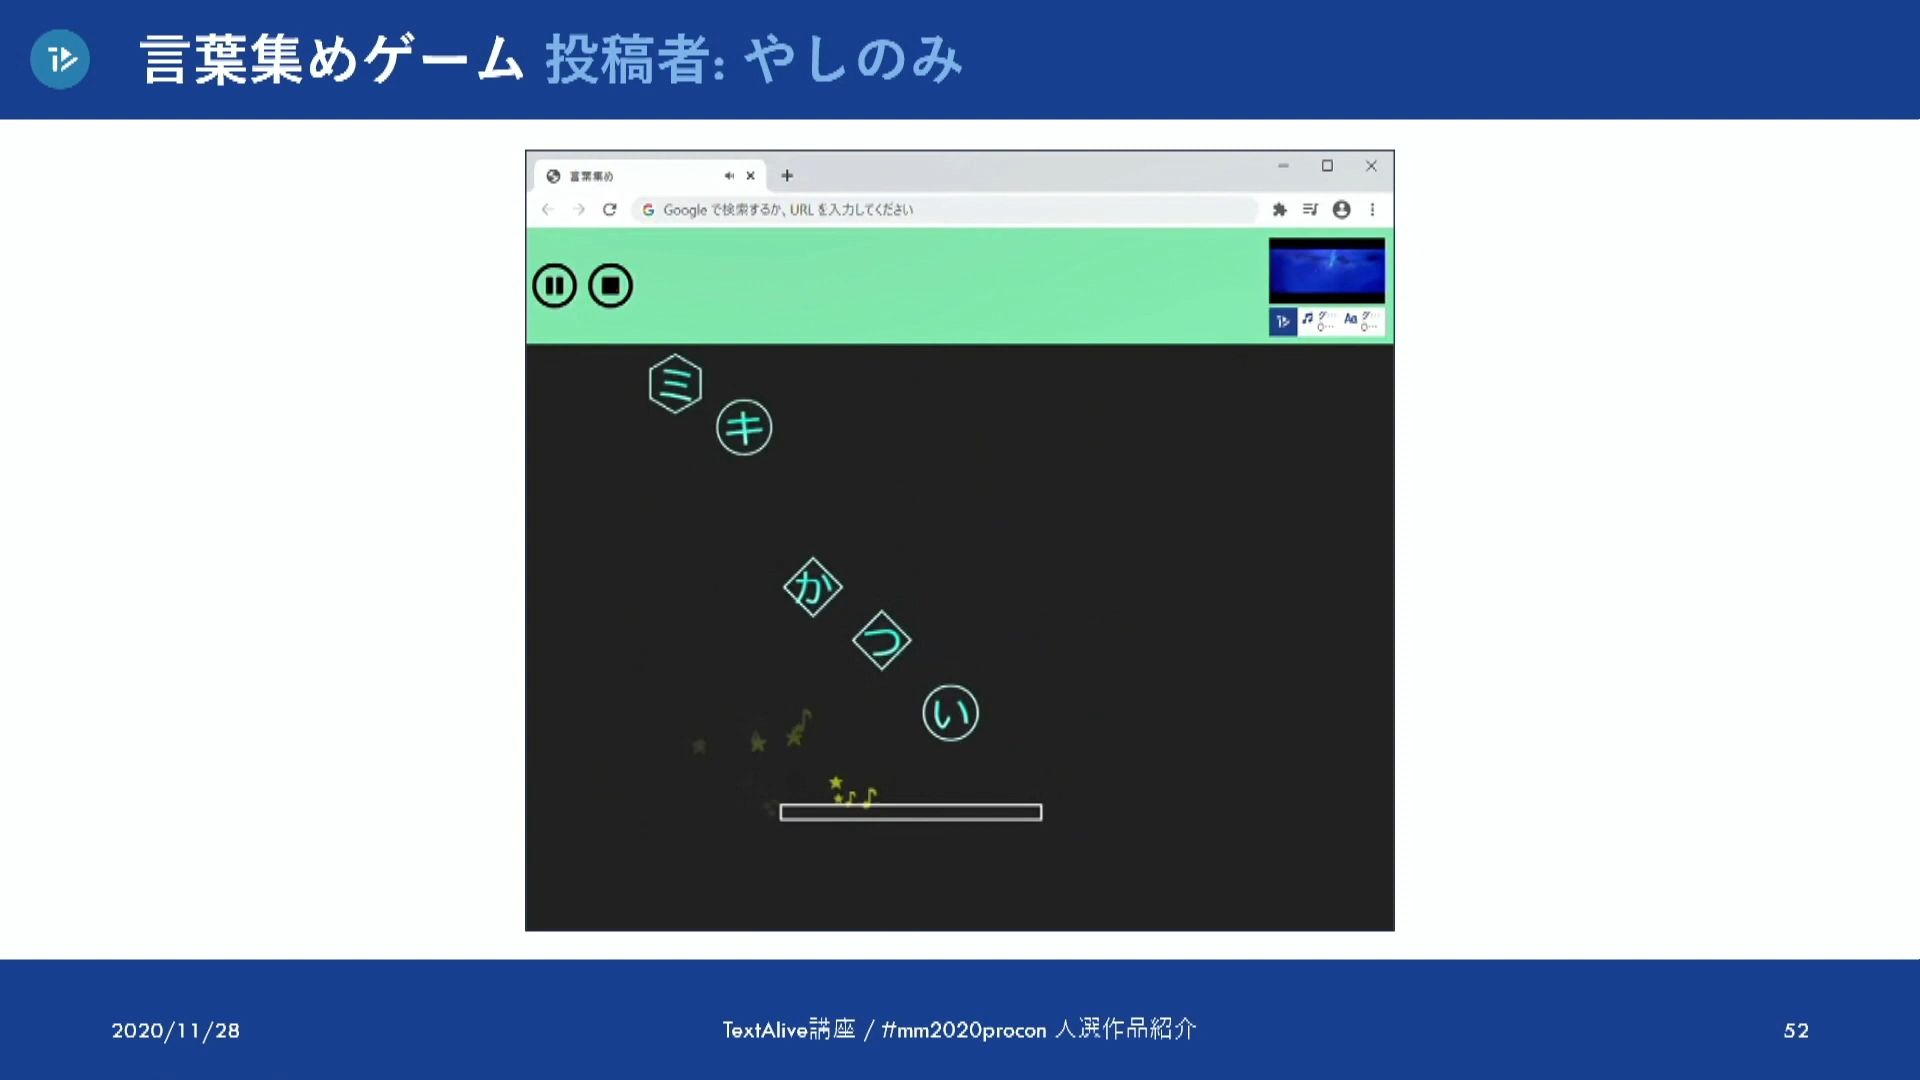 言葉集めゲーム 投稿者: やしのみ
言葉集め
Google で検索するか、URL を入力してください
ミ
キ
か
つ
い
2020/11/28
TextAlive講座 / #mm2020procon 入選作品紹介
52